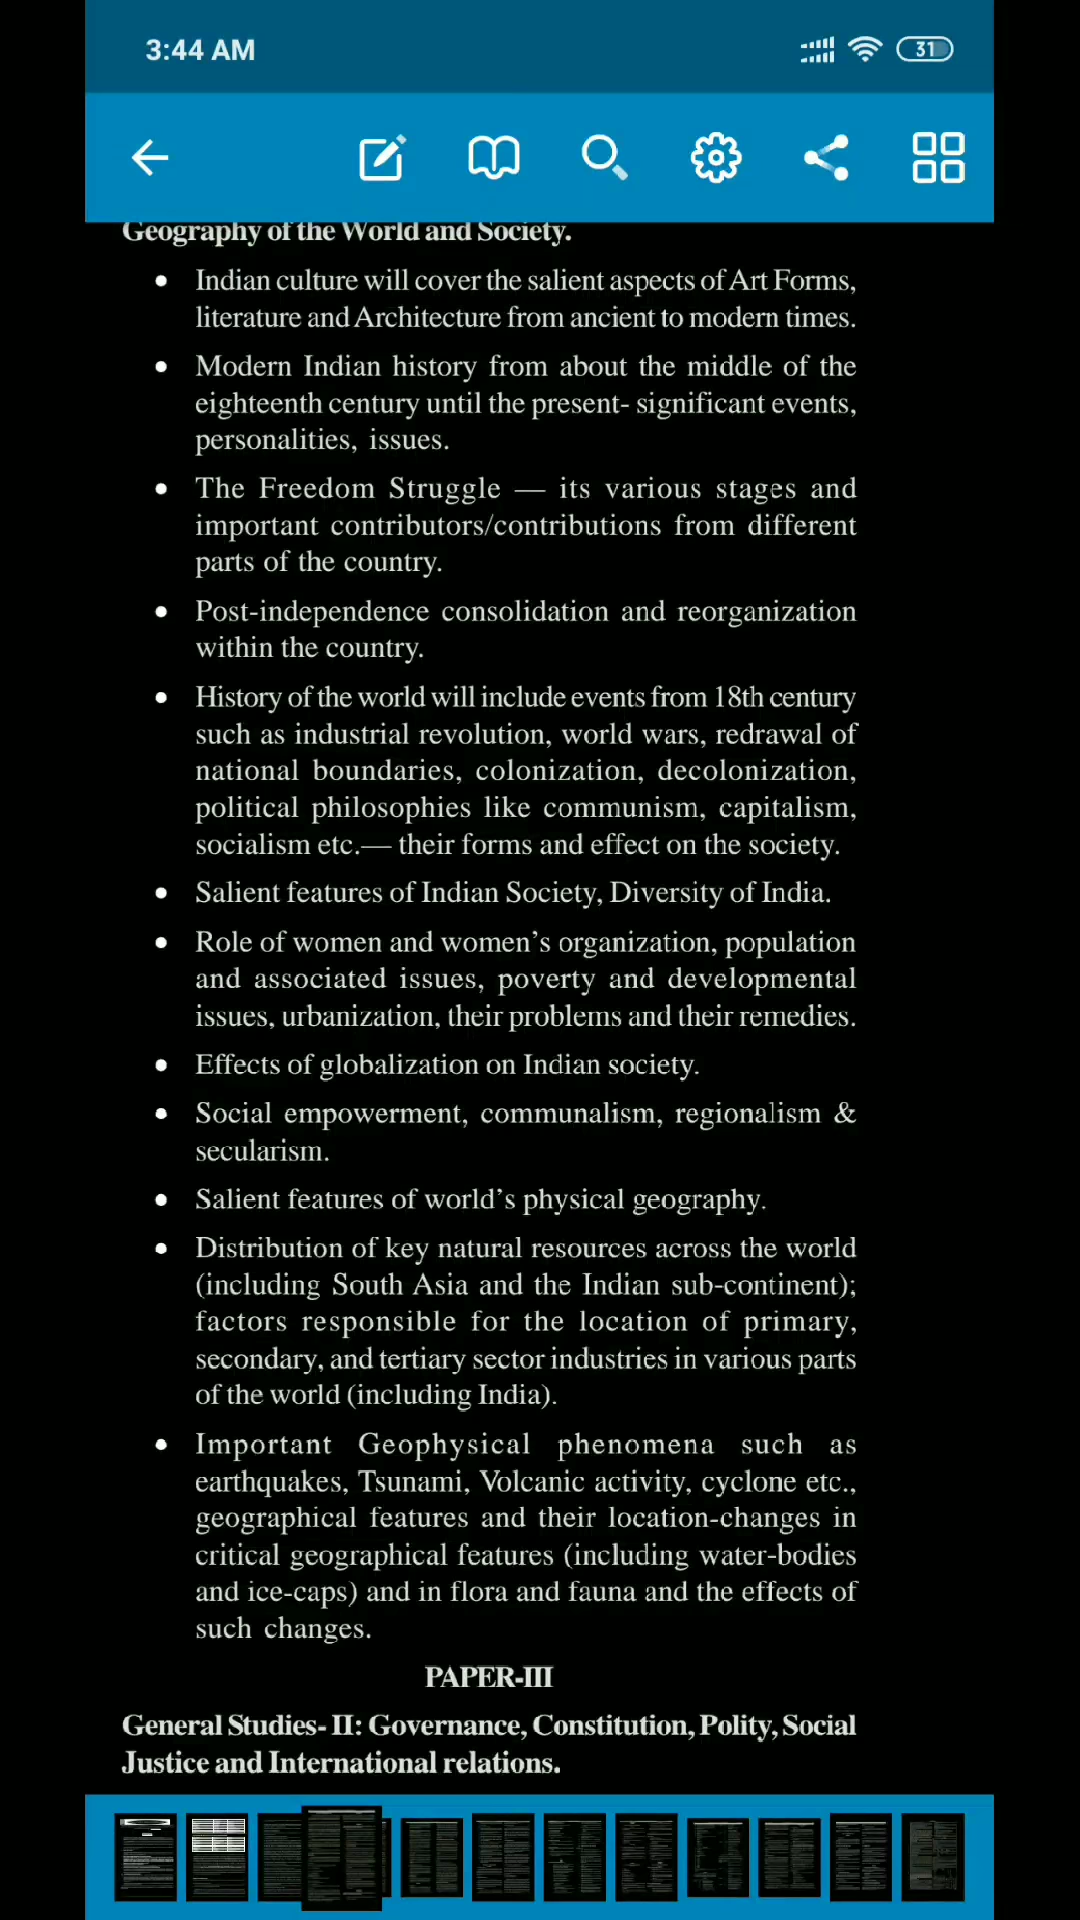 3:44 AM
31
Geography of the World and Society.
• Indian culture will cover the salient aspects of Art Forms,
literature and Architecture from ancient to modern times.
• Modern Indian history from about the middle of the
eighteenth century until the present- significant events,
personalities, issues.
• The Freedom Struggle — its various stages and
important contributors/contributions from different
parts of the country.
• Post-independence consolidation and reorganization
within the country.
• History of the world will include events from 18th century
such as industrial revolution, world wars, redrawal of
national boundaries, colonization, decolonization,
political philosophies like communism, capitalism,
socialism etc.— their forms and effect on the society.
• Salient features of Indian Society, Diversity of India.
• Role of women and women’s organization, population
and associated issues, poverty and developmental
issues, urbanization, their problems and their remedies.
• Effects of globalization on Indian society.
• Social empowerment, communalism, regionalism &
secularism.
• Salient features of world’s physical geography.
• Distribution of key natural resources across the world
(including South Asia and the Indian sub-continent);
factors responsible for the location of primary,
secondary, and tertiary sector industries in various parts
of the world (including India).
• Important Geophysical phenomena such as
earthquakes, Tsunami, Volcanic activity, cyclone etc.,
geographical features and their location-changes in
critical geographical features (including water-bodies
and ice-caps) and in flora and fauna and the effects of
such changes.
PAPER-III
General Studies- II: Governance, Constitution, Polity, Social
Justice and International relations.